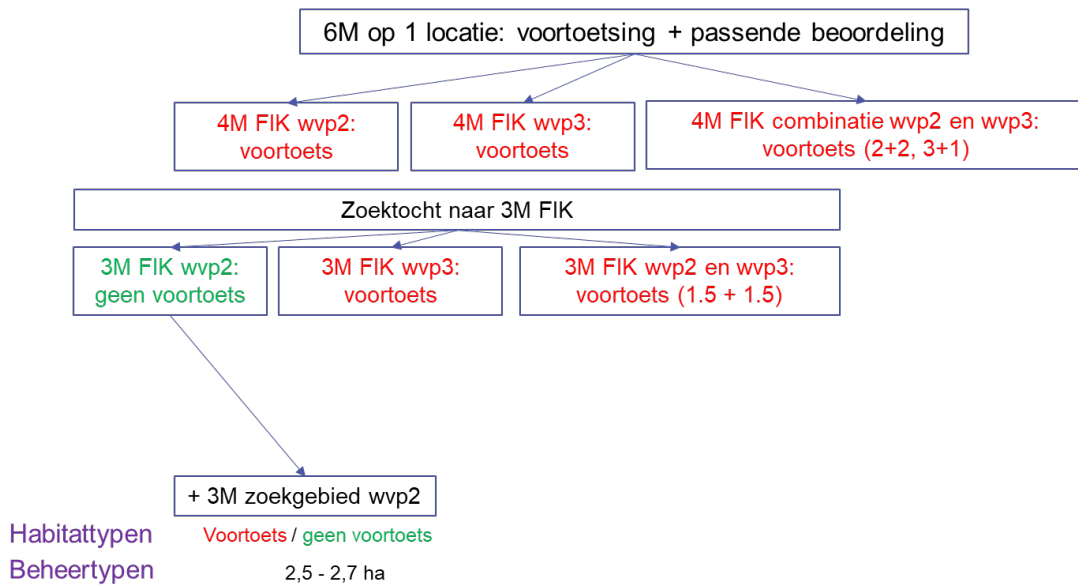 6M op 1 locatie: voortoetsing + passende beoordeling
4M FIK wvp2:
voortoets
4M FIK wvp3:
voortoets
4M FIK combinatie wvp2 en wvp3:
voortoets (2+2, 3+1)
Zoektocht naar 3M FIK
3M FIK wvp2:
geen voortoets
3M FIK wvp3:
voortoets
3M FIK wvp2 en wvp3:
voortoets (1.5 + 1.5)
+ 3M zoekgebied wvp2
Habitattypen Voortoets / geen voortoets
Beheertypen 2,5 - 2,7 ha